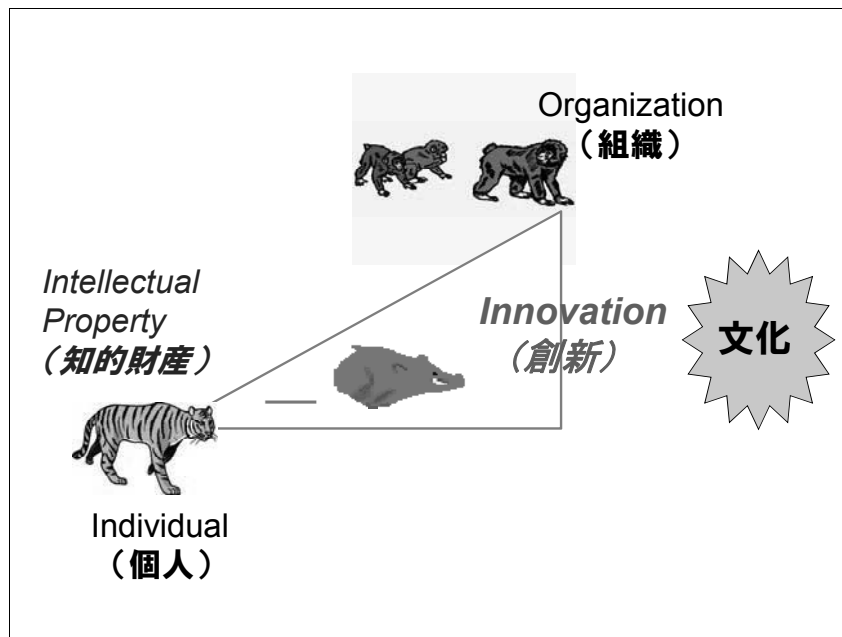 Organization
（組織）
Intellectual
Property
（知的財産）
Innovation
（創新）
文化
Individual
（個人）